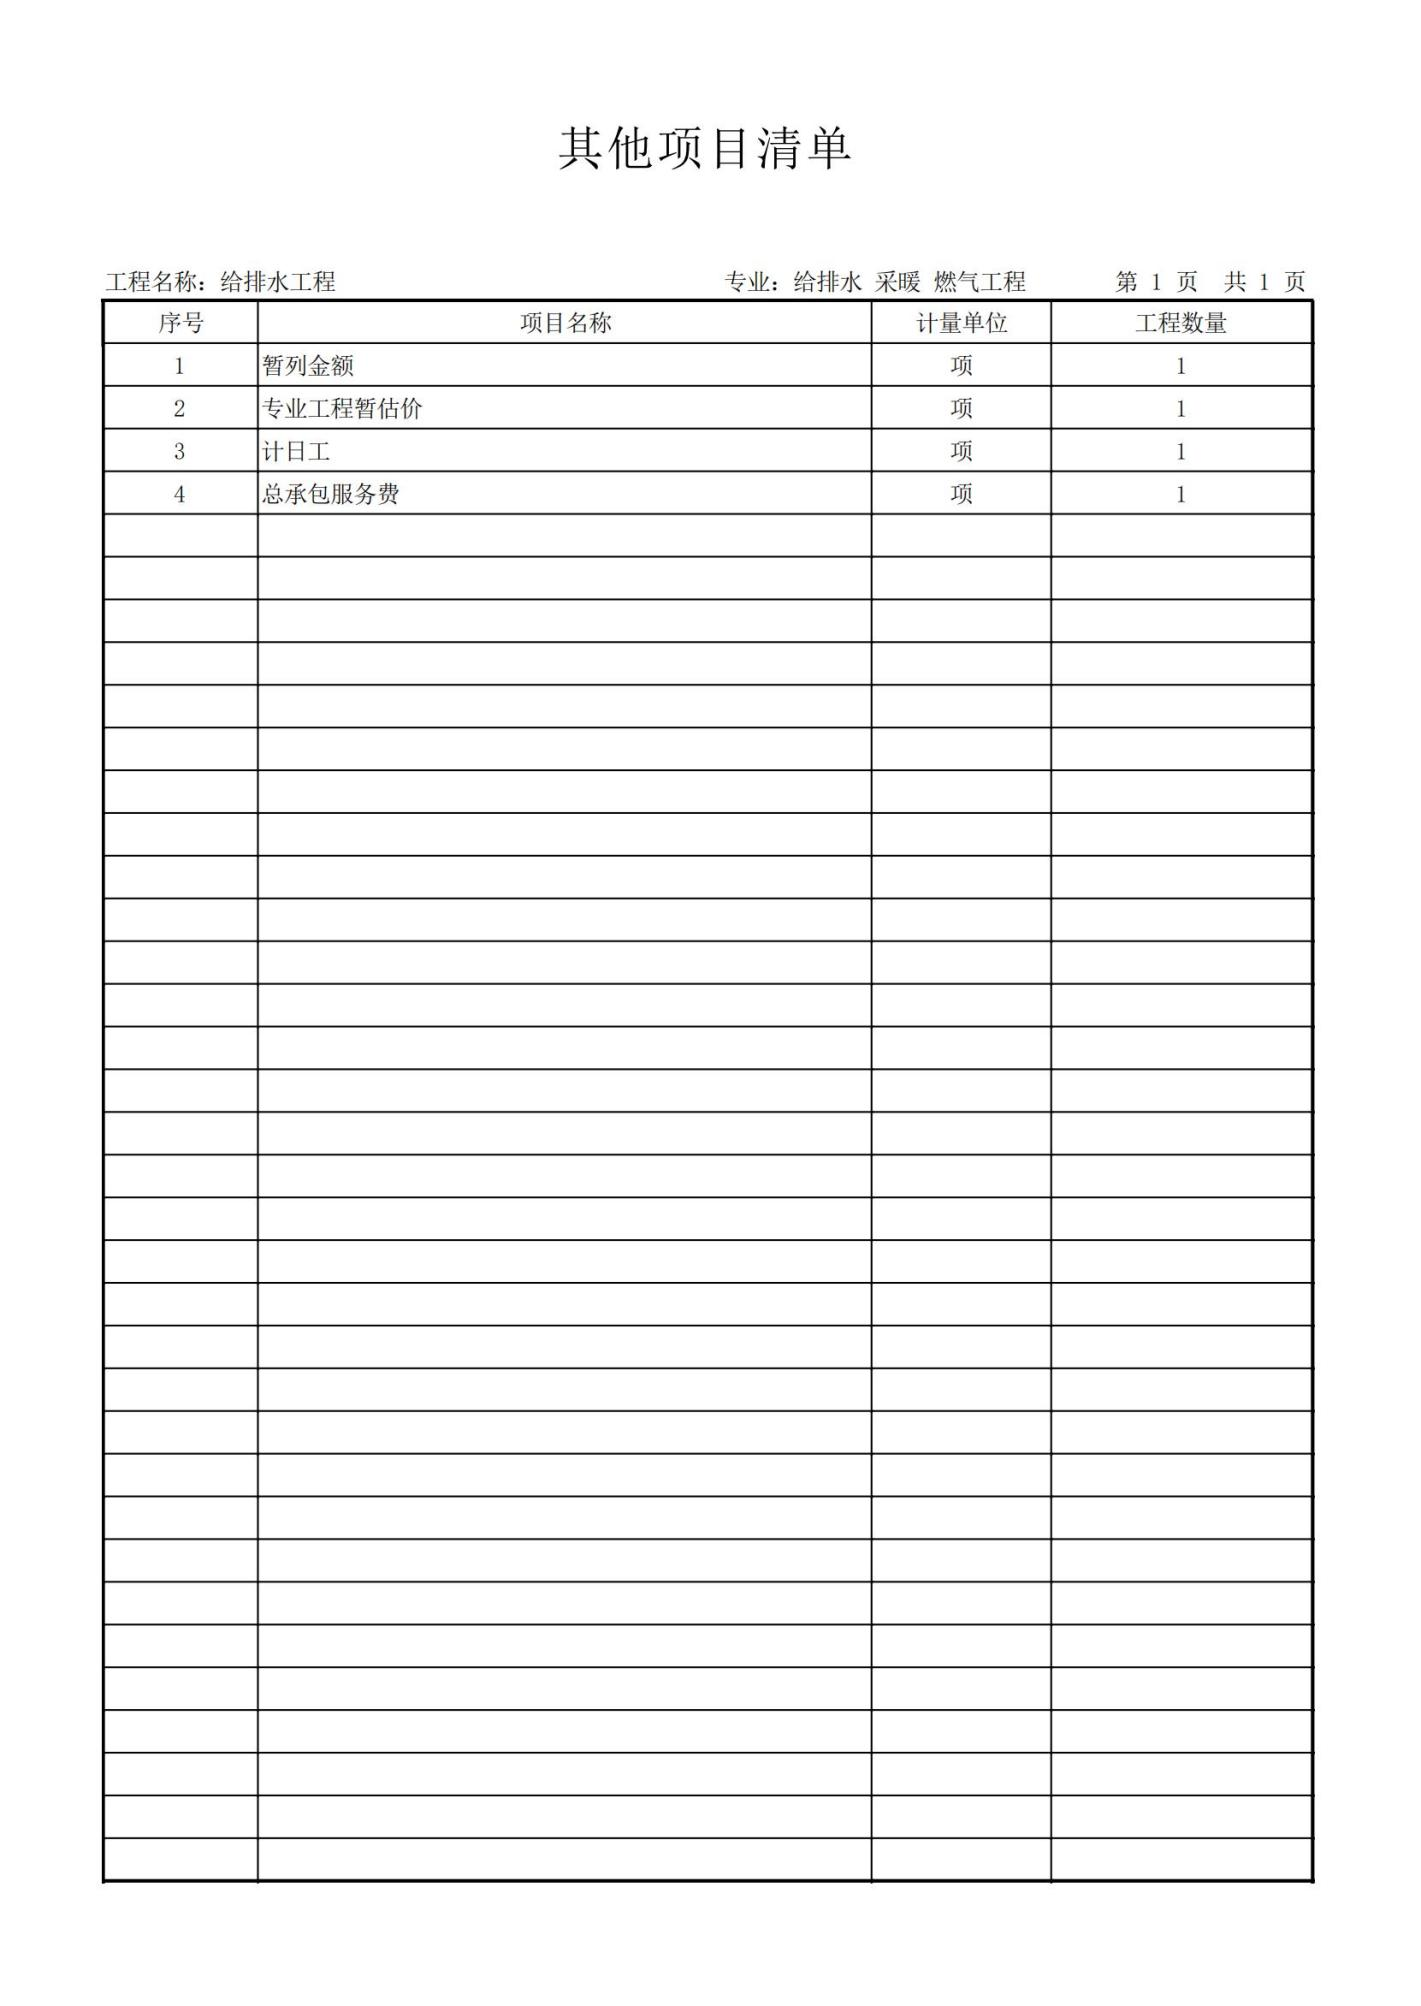 其他项目清单
工程名称：给排水工程 专业：给排水 采暖 燃气工程 第 1 页 共 1 页
序号 项目名称 计量单位 工程数量
1 暂列金额 项 1
2 专业工程暂估价 项 1
3 计日工 项 1
4 总承包服务费 项 1